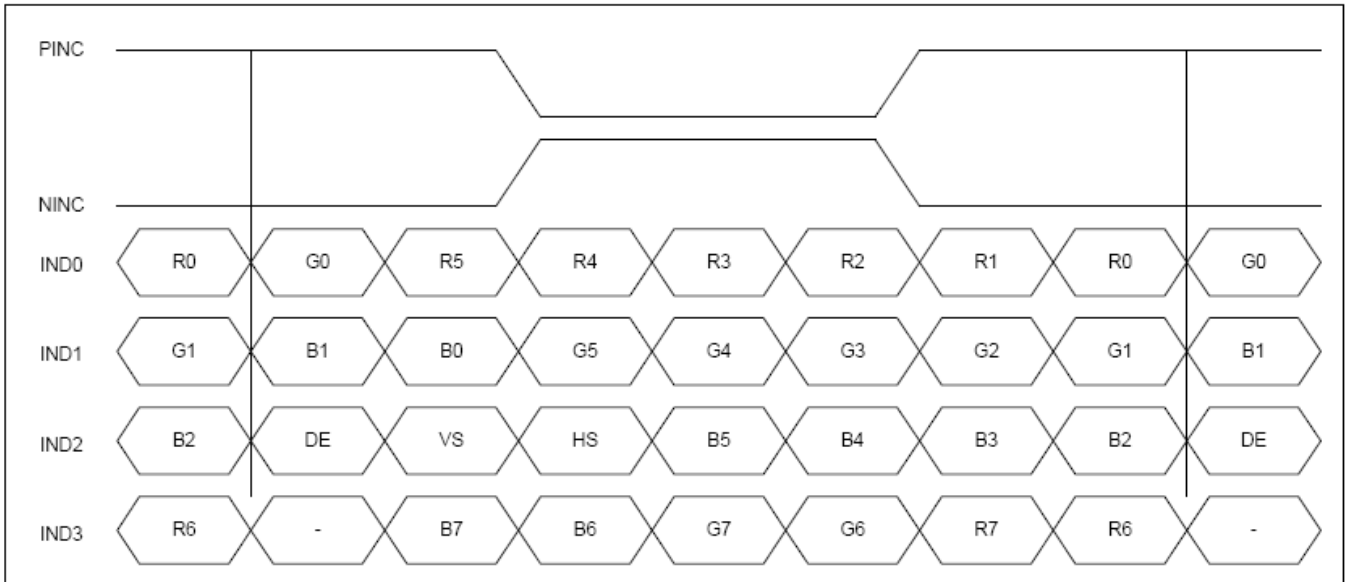 PINC
NINC
IND0 R0 G0 R5 R4 R3 R2 R1 R0 G0
IND1 G1 B1 B0 G5 G4 G3 G2 G1 B1
IND2 B2 DE VS HS B5 B4 B3 B2 DE
IND3 R6 - B7 B6 G7 G6 R7 R6 -